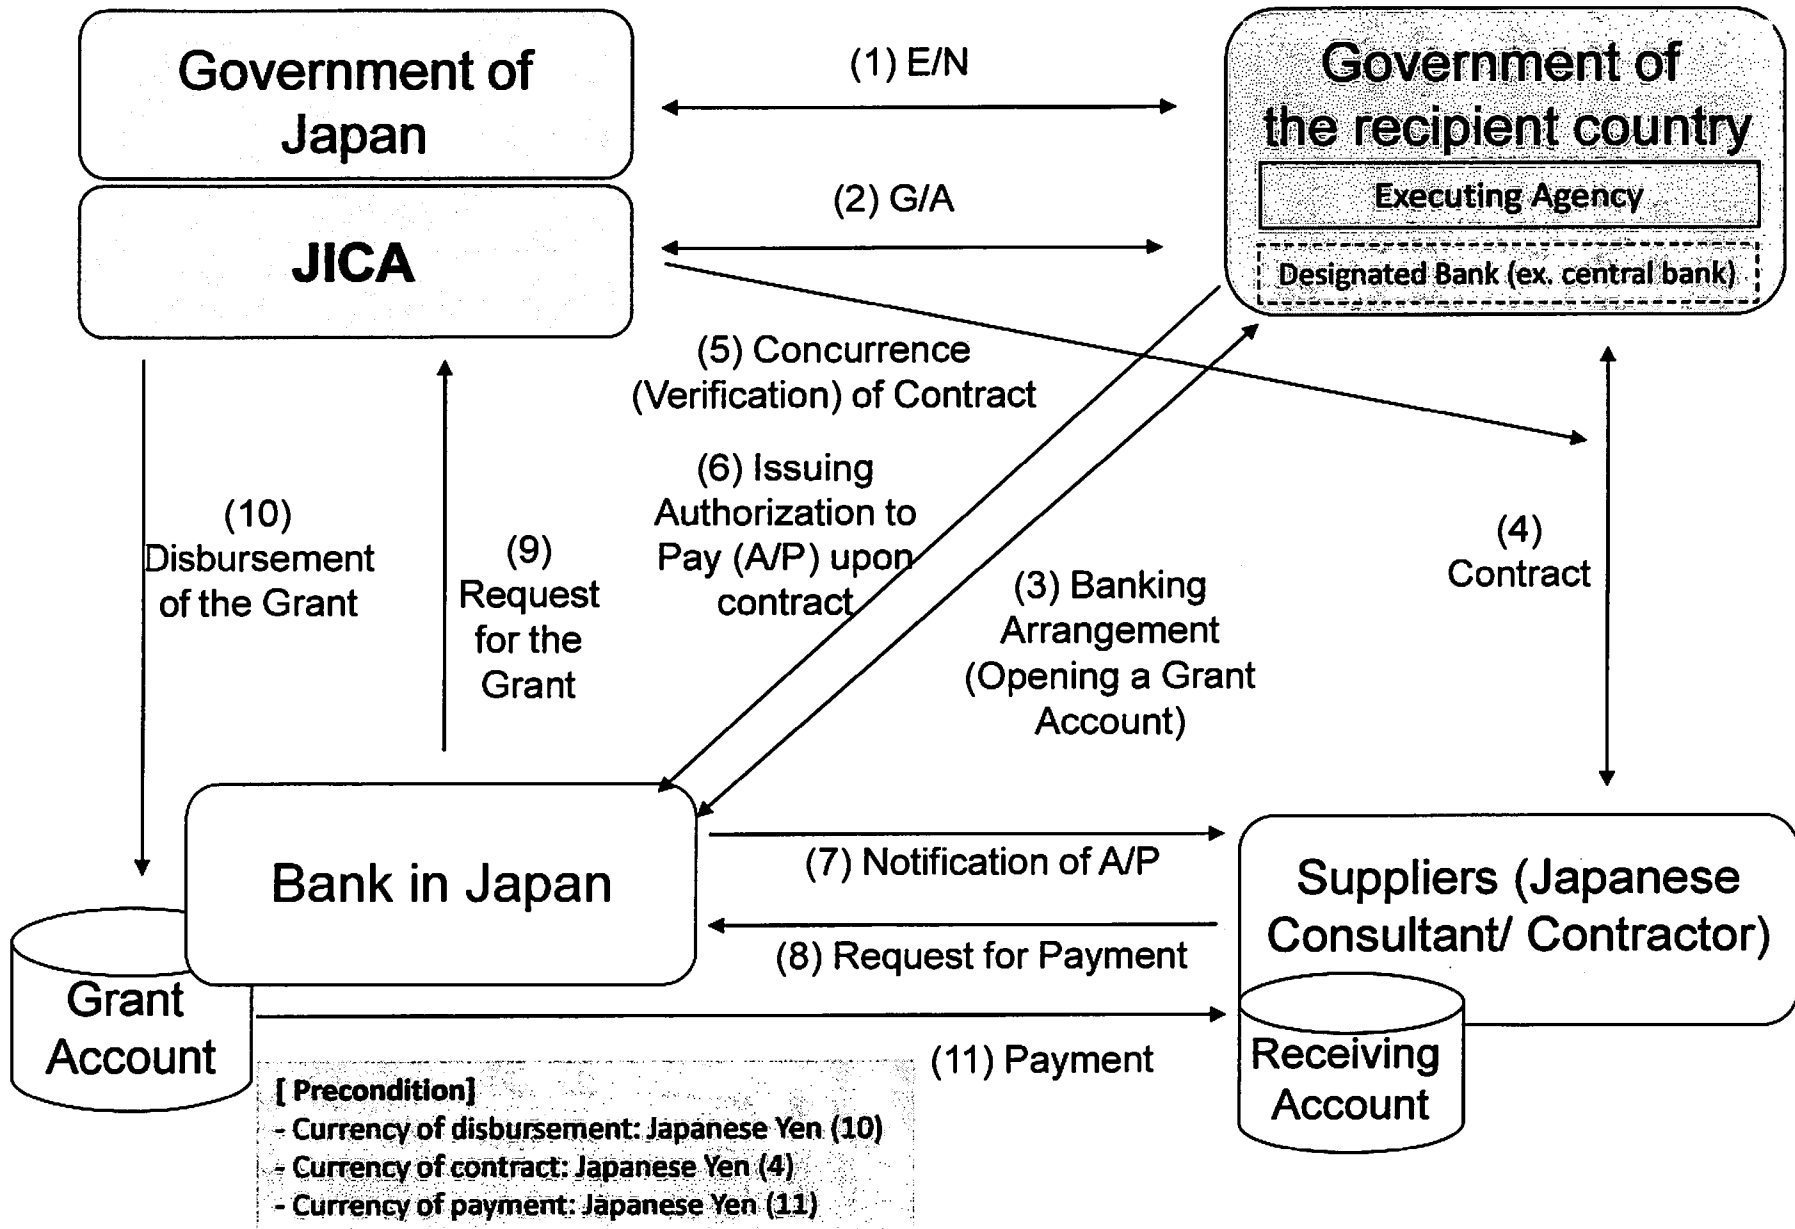 Government of
Japan
(1) E/N
Government of
the recipient country
Executing Agency
Designated Bank (ex. central bank)
JICA
(2) G/A
(5) Concurrence
(Verification) of Contract
(6) Issuing
Authorization to
Pay (A/P) upon
contract
(10)
Disbursement
of the Grant
(9)
Request
for the
Grant
(3) Banking
Arrangement
(Opening a Grant
Account)
(4)
Contract
Bank in Japan
(7) Notification of A/P
(8) Request for Payment
Suppliers (Japanese
Consultant/ Contractor)
Grant
Account
(11) Payment
Receiving
Account
[ Precondition]
- Currency of disbursement: Japanese Yen (10)
- Currency of contract: Japanese Yen (4)
- Currency of payment: Japanese Yen (11)